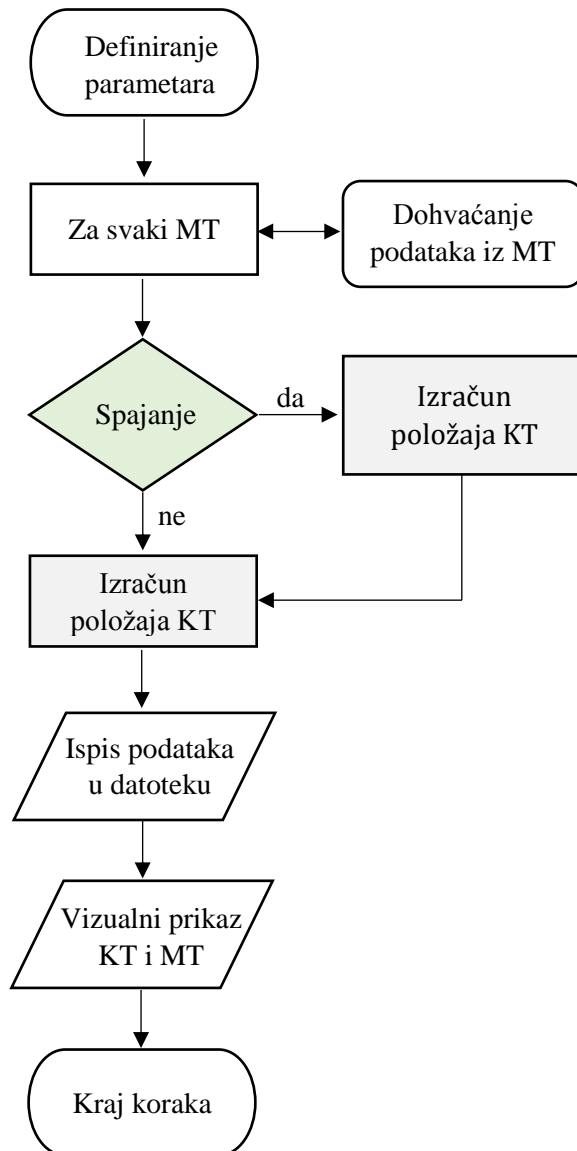 Definiranje
parametara
Za svaki MT
Dohvaćanje
podataka iz MT
Spajanje
da
Izračun
položaja KT
ne
Izračun
položaja KT
Ispis podataka
u datoteku
Vizualni prikaz
KT i MT
Kraj koraka